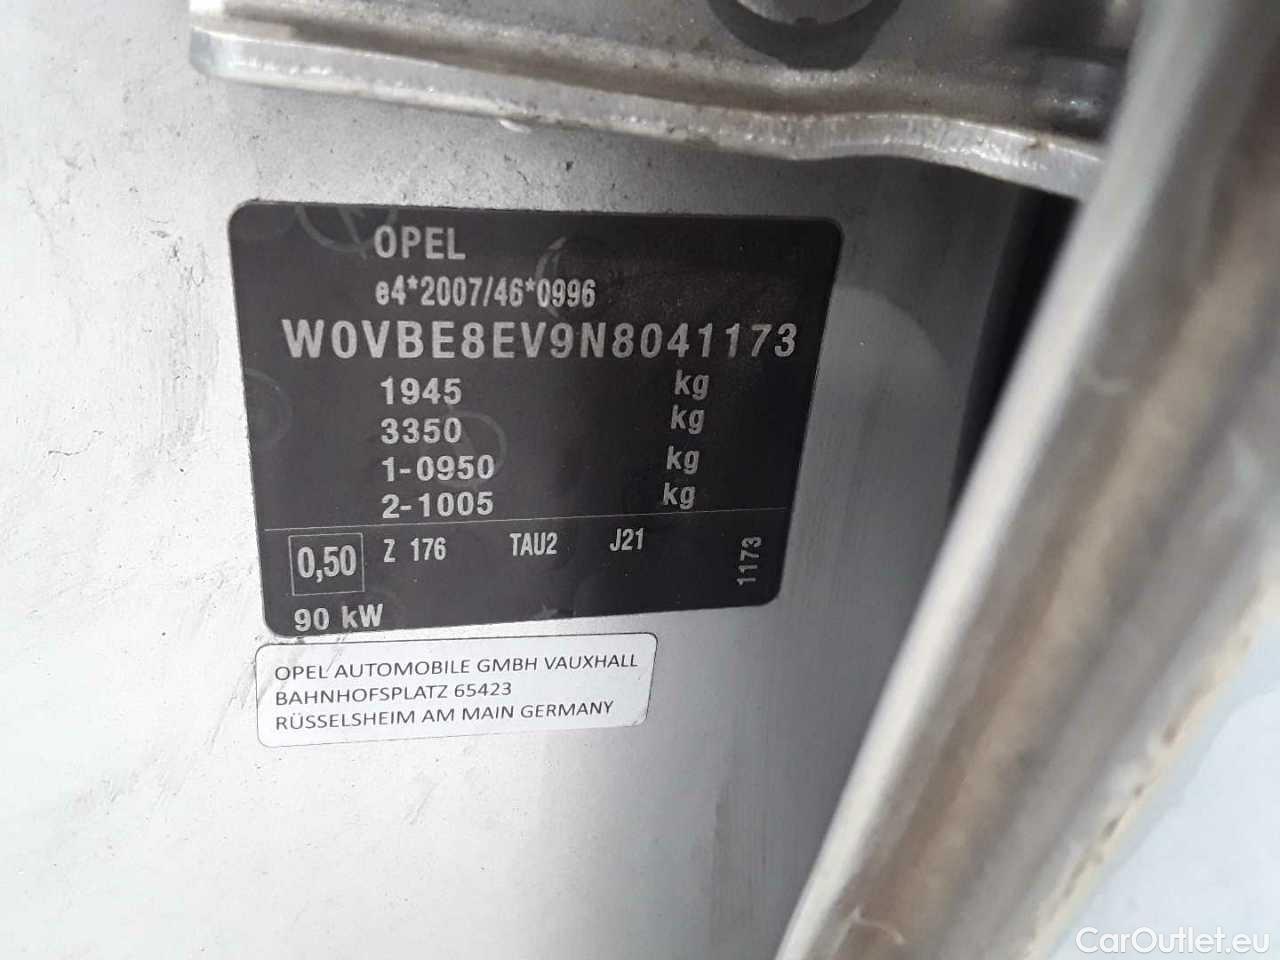 OPEL
e4*2007/46*0996
W0VBE8EV9N8041173
1945 kg
3350 kg
1-0950 kg
2-1005 kg
0,50 Z 176 TAU2 J21 1173
90 kW
OPEL AUTOMOBILE GMBH VAUXHALL
BAHNHOFSPLATZ 65423
RÜSSELSHEIM AM MAIN GERMANY
CarOutlet.eu